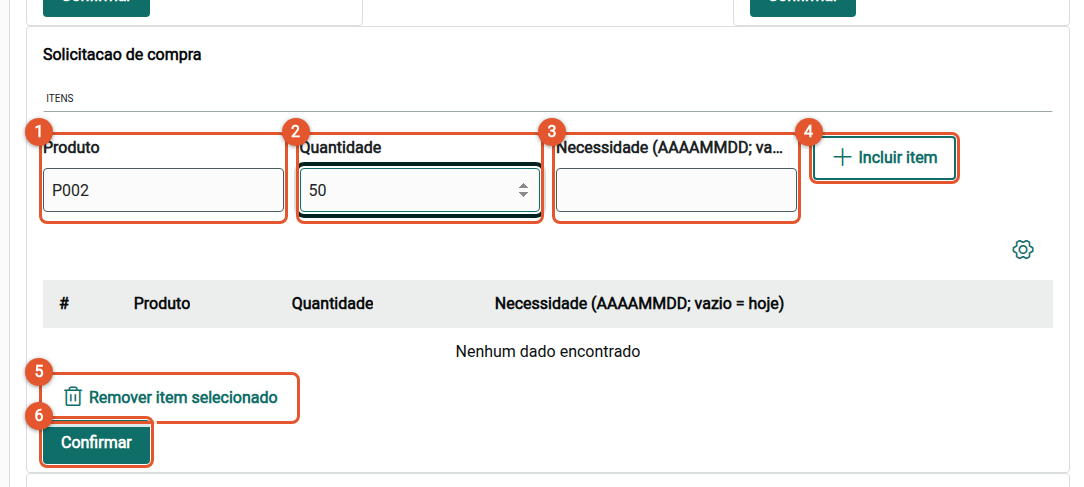 Confirmar Confirmar
Solicitacao de compra
ITENS
1 2 3 4
Produto Quantidade Necessidade (AAAAMMDD; va...
Incluir item
P002 50
# Produto Quantidade Necessidade (AAAAMMDD; vazio = hoje)
Nenhum dado encontrado
5
Remover item selecionado
6
Confirmar